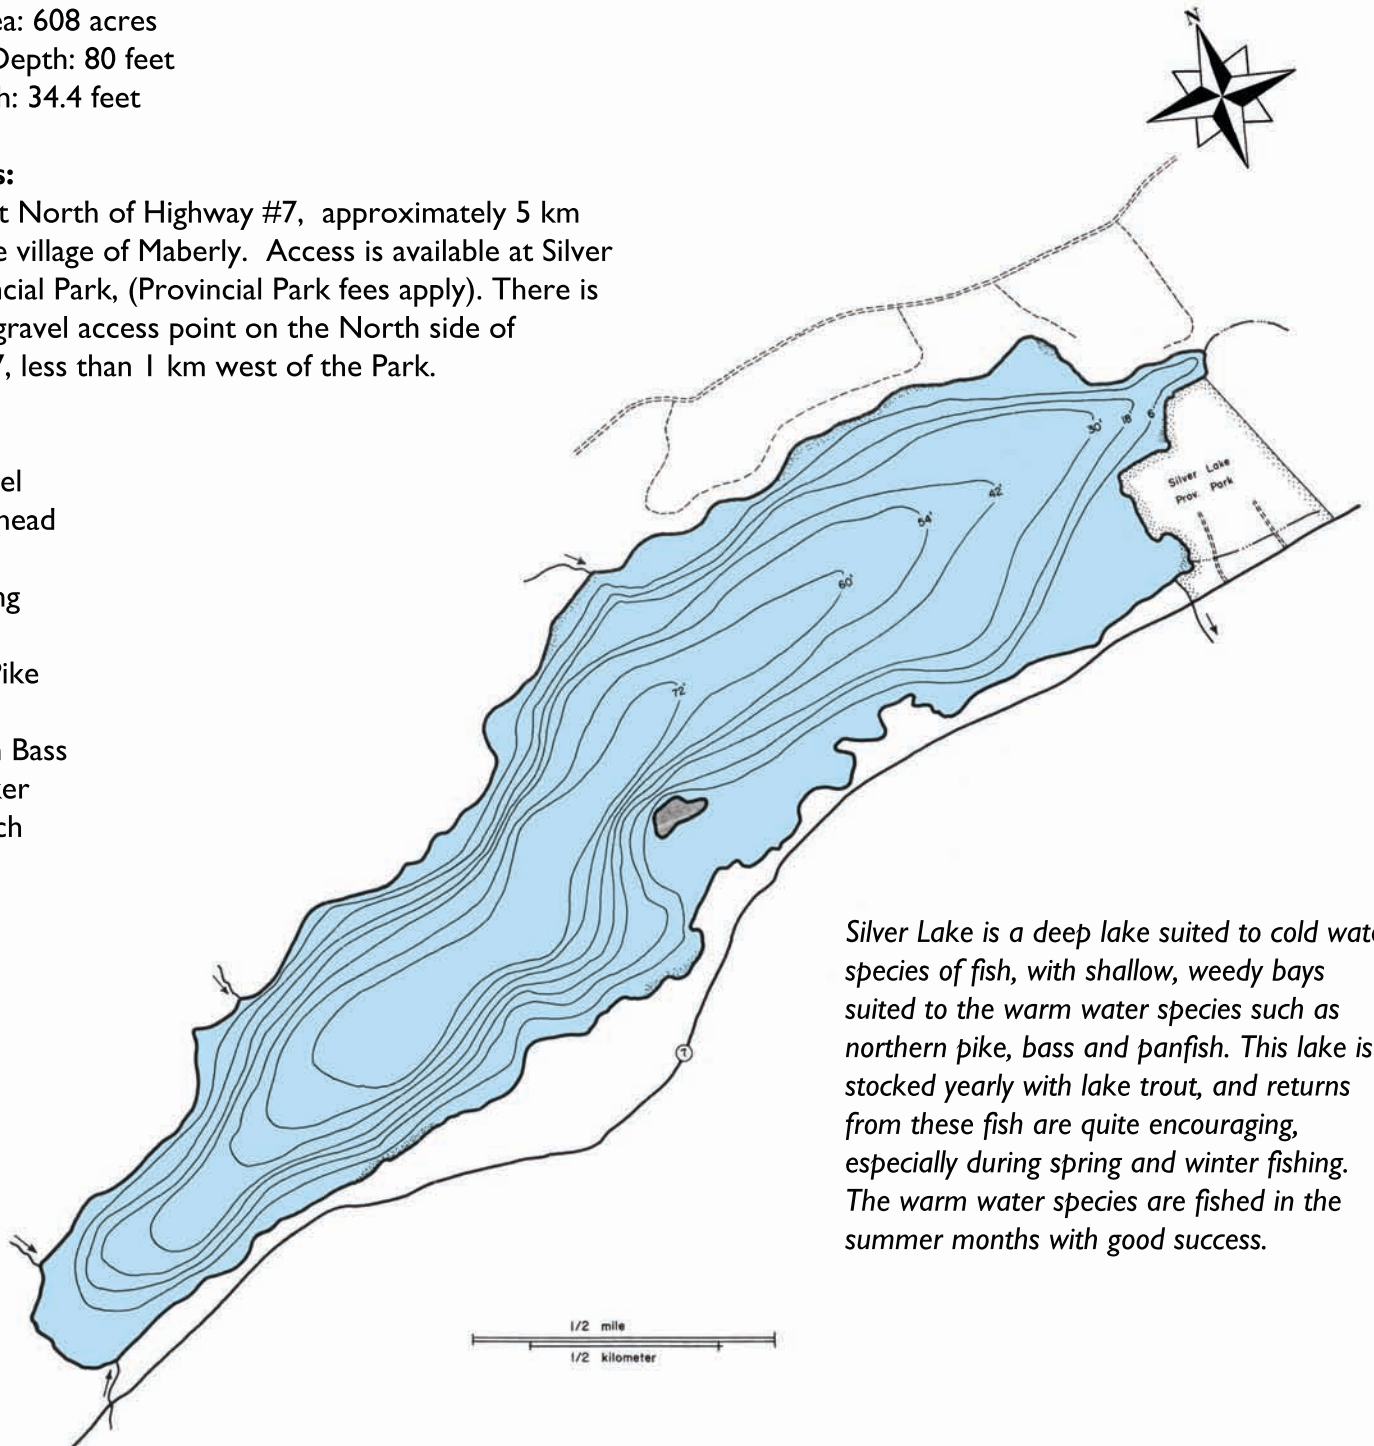 ea: 608 acres
Depth: 80 feet
h: 34.4 feet
s:
t North of Highway #7, approximately 5 km
e village of Maberly. Access is available at Silver
ncial Park, (Provincial Park fees apply). There is
gravel access point on the North side of
7, less than 1 km west of the Park.
el
head
ng
Pike
n Bass
ker
ch
N
30'
18
6
Silver Lake
Prov. Park
42'
54'
60'
72'
7
Silver Lake is a deep lake suited to cold wate
species of fish, with shallow, weedy bays
suited to the warm water species such as
northern pike, bass and panfish. This lake is
stocked yearly with lake trout, and returns
from these fish are quite encouraging,
especially during spring and winter fishing.
The warm water species are fished in the
summer months with good success.
1/2 mile
1/2 kilometer